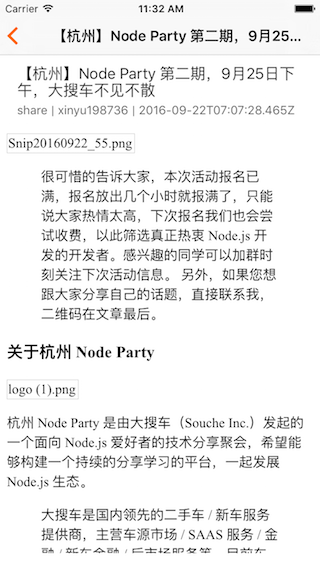 Carrier 11:32 AM
【杭州】Node Party 第二期，9月25...
【杭州】Node Party 第二期，9月25日下
午，大搜车不见不散
share | xinyu198736 | 2016-09-22T07:07:28.465Z
Snip20160922_55.png
很可惜的告诉大家，本次活动报名已
满，报名放出几个小时就报满了，只能
说大家热情太高，下次报名我们也会尝
试收费，以此筛选真正热衷 Node.js 开
发的开发者。感兴趣的同学可以加群时
刻关注下次活动信息。 另外，如果您想
跟大家分享自己的话题，直接联系我，
二维码在文章最后。
关于杭州 Node Party
logo (1).png
杭州 Node Party 是由大搜车（Souche Inc.）发起的
一个面向 Node.js 爱好者的技术分享聚会，希望能
够构建一个持续的分享学习的平台，一起发展
Node.js 生态。
大搜车是国内领先的二手车 / 新车服务
提供商，主营车源市场 / SAAS 服务 / 金
融 / 新车金融 / 后市场服务等。目前车